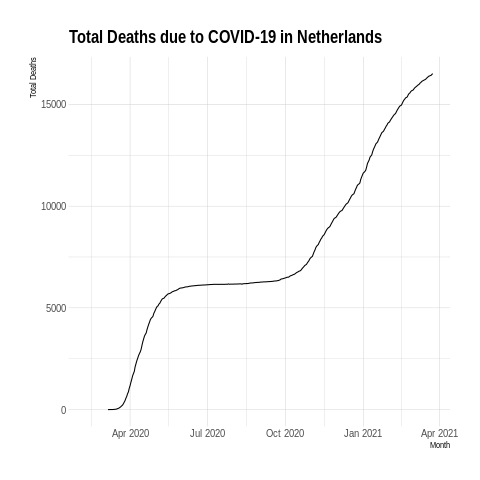 Total Deaths due to COVID-19 in Netherlands
Total Deaths
15000
10000
5000
0
Apr 2020 Jul 2020 Oct 2020 Jan 2021 Apr 2021
Month